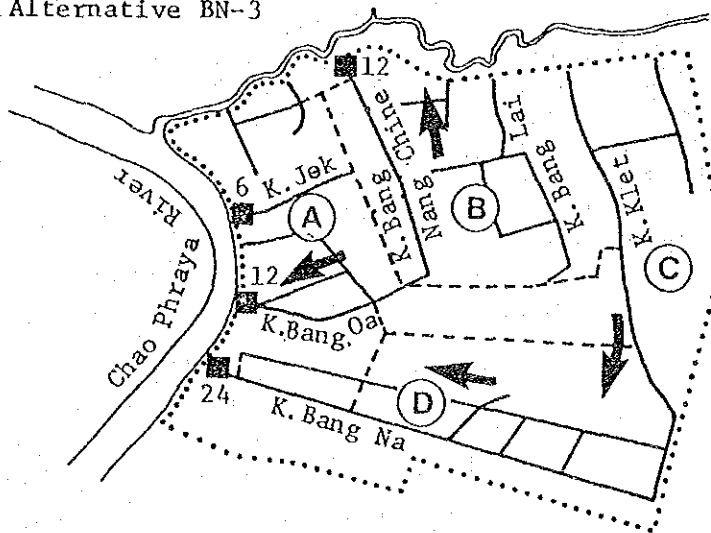 Alternative BN-3
12
6
K. Jek
K. Bang
Nang Chine
Lai
K. Bang
K. Klet
A
B
C
River
12
Chao Phraya
K.Bang. Oa
24
D
K. Bang Na